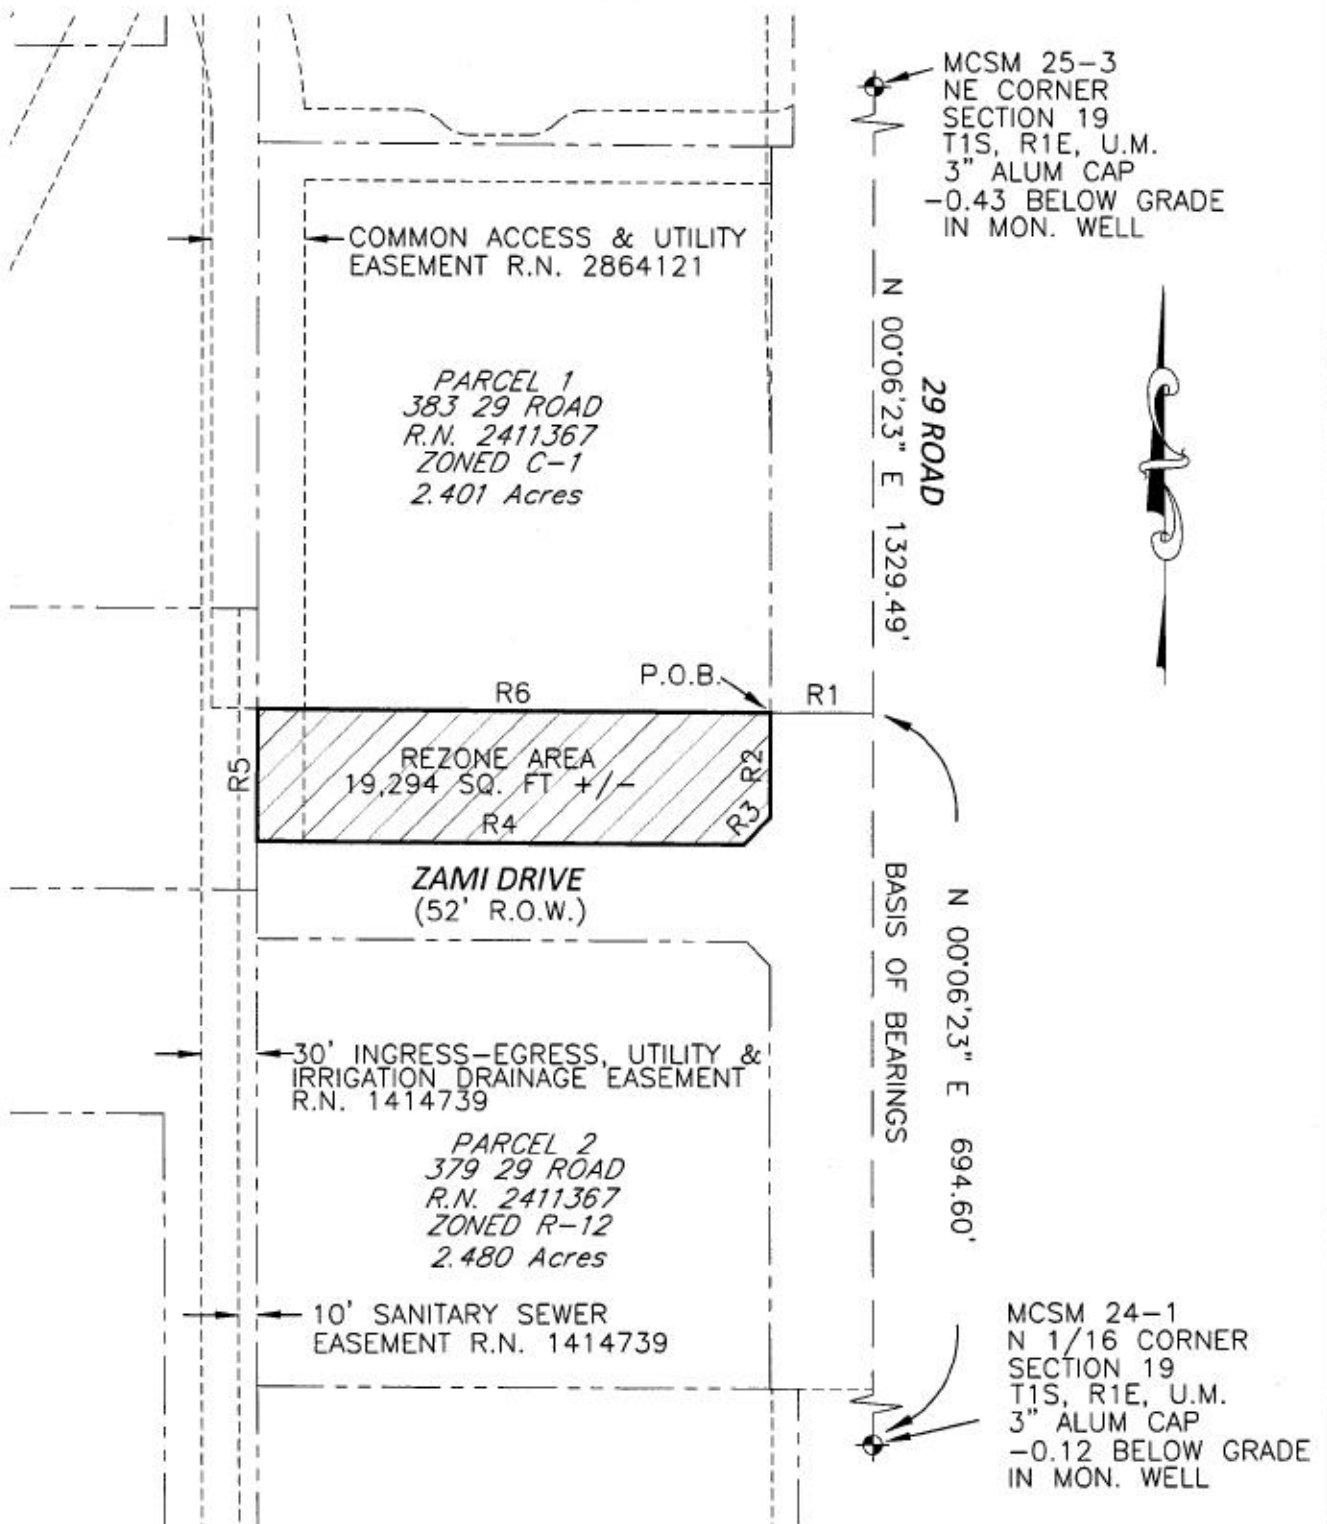 MCSM 25-3
NE CORNER
SECTION 19
T1S, R1E, U.M.
3" ALUM CAP
-0.43 BELOW GRADE
IN MON. WELL
COMMON ACCESS & UTILITY
EASEMENT R.N. 2864121
N 00°06'23" E 1329.49'
29 ROAD
PARCEL 1
383 29 ROAD
R.N. 2411367
ZONED C-1
2.401 Acres
P.O.B.
R6
R1
R5
REZONE AREA
19,294 SQ. FT +/-
R2
R3
R4
ZAMI DRIVE
(52' R.O.W.)
BASIS OF BEARINGS
N 00°06'23" E 694.60'
30' INGRESS-EGRESS, UTILITY &
IRRIGATION DRAINAGE EASEMENT
R.N. 1414739
PARCEL 2
379 29 ROAD
R.N. 2411367
ZONED R-12
2.480 Acres
10' SANITARY SEWER
EASEMENT R.N. 1414739
MCSM 24-1
N 1/16 CORNER
SECTION 19
T1S, R1E, U.M.
3" ALUM CAP
-0.12 BELOW GRADE
IN MON. WELL